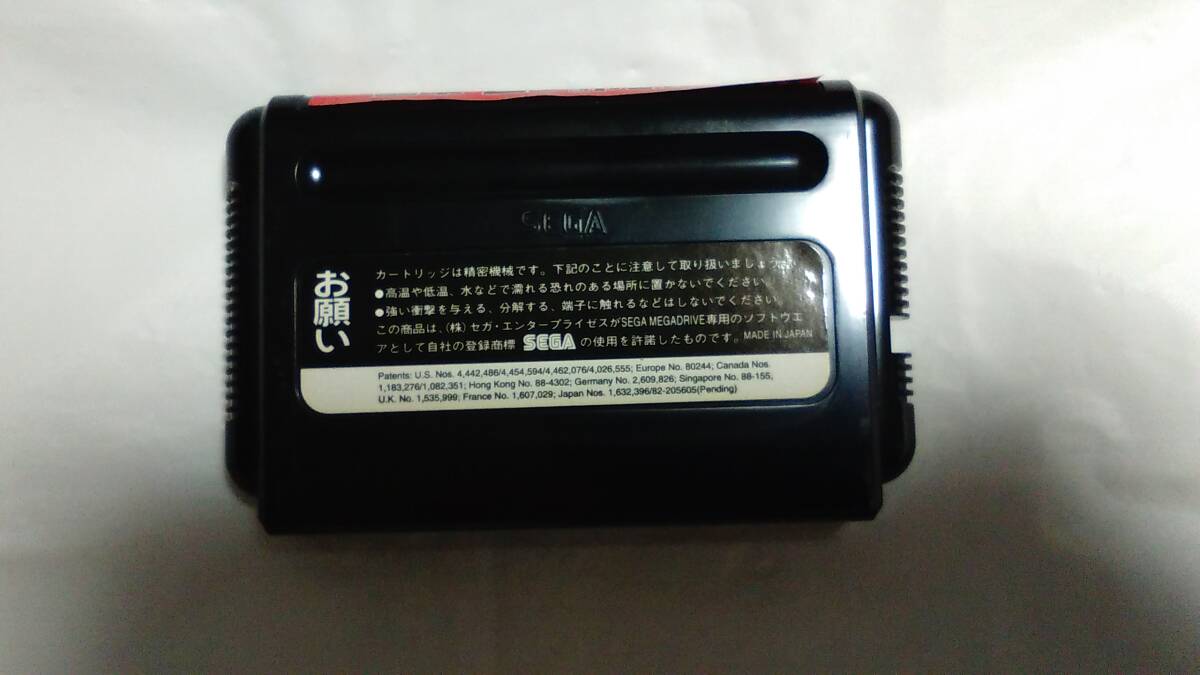 SEGA
お願い
カートリッジは精密機械です。下記のことに注意して取り扱いましょう。
●高温や低温、水などで濡れる恐れのある場所に置かないでください。
●強い衝撃を与える、分解する、端子に触れるなどはしないでください。
この商品は、(株)セガ・エンタープライゼスがSEGA MEGADRIVE専用のソフトウエ
アとして自社の登録商標 SEGA の使用を許諾したものです。MADE IN JAPAN
Patents: U.S. Nos. 4,442,486/4,454,594/4,462,076/4,026,555; Europe No. 80244; Canada Nos.
1,183,276/1,082,351; Hong Kong No. 88-4302; Germany No. 2,609,826; Singapore No. 88-155,
U.K. No. 1,535,999; France No. 1,607,029; Japan Nos. 1,632,396/82-205605(Pending)